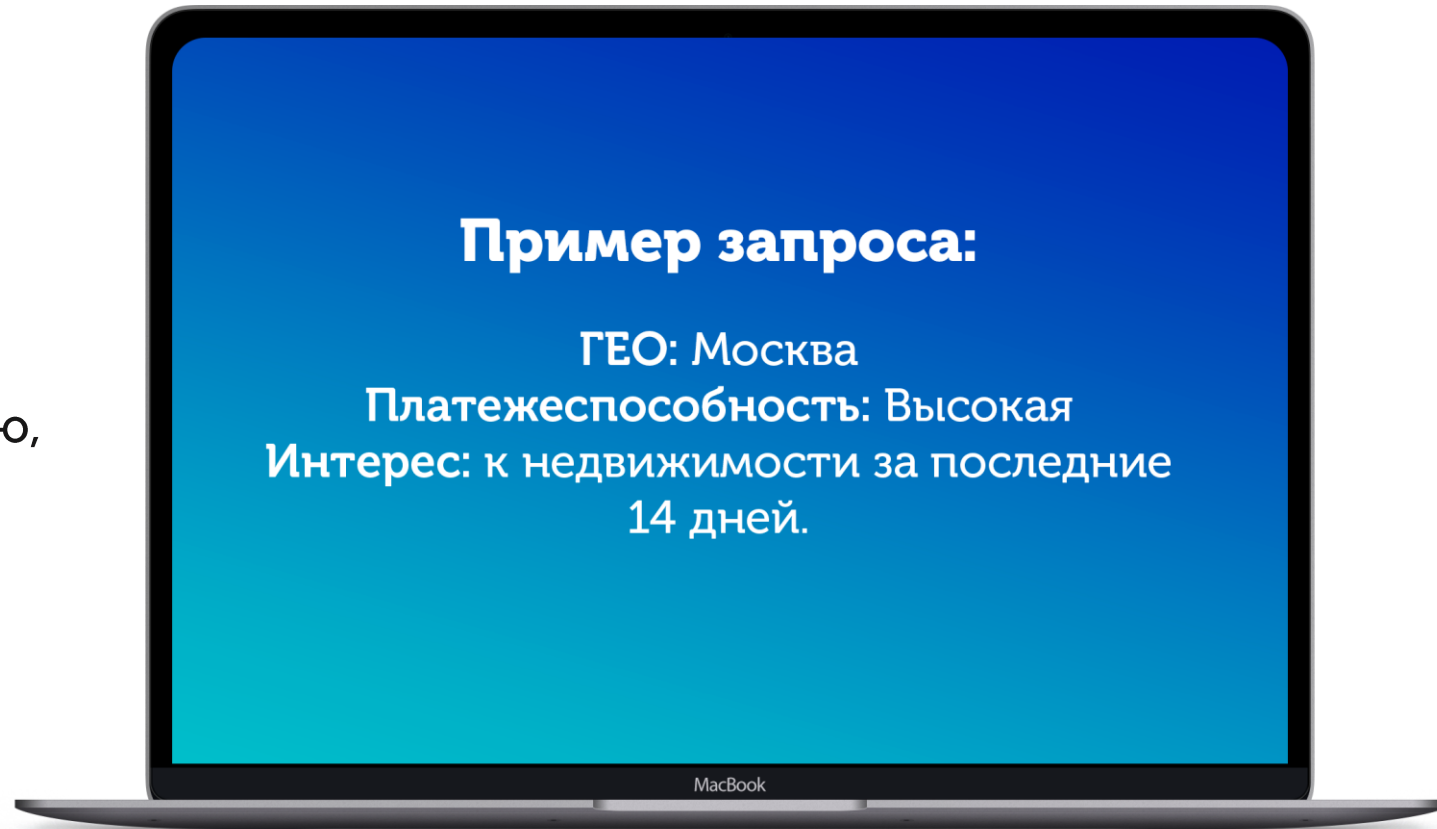 Пример запроса:
ГЕО: Москва
Платежеспособность: Высокая
ю,
Интерес: к недвижимости за последние
14 дней.
MacBook